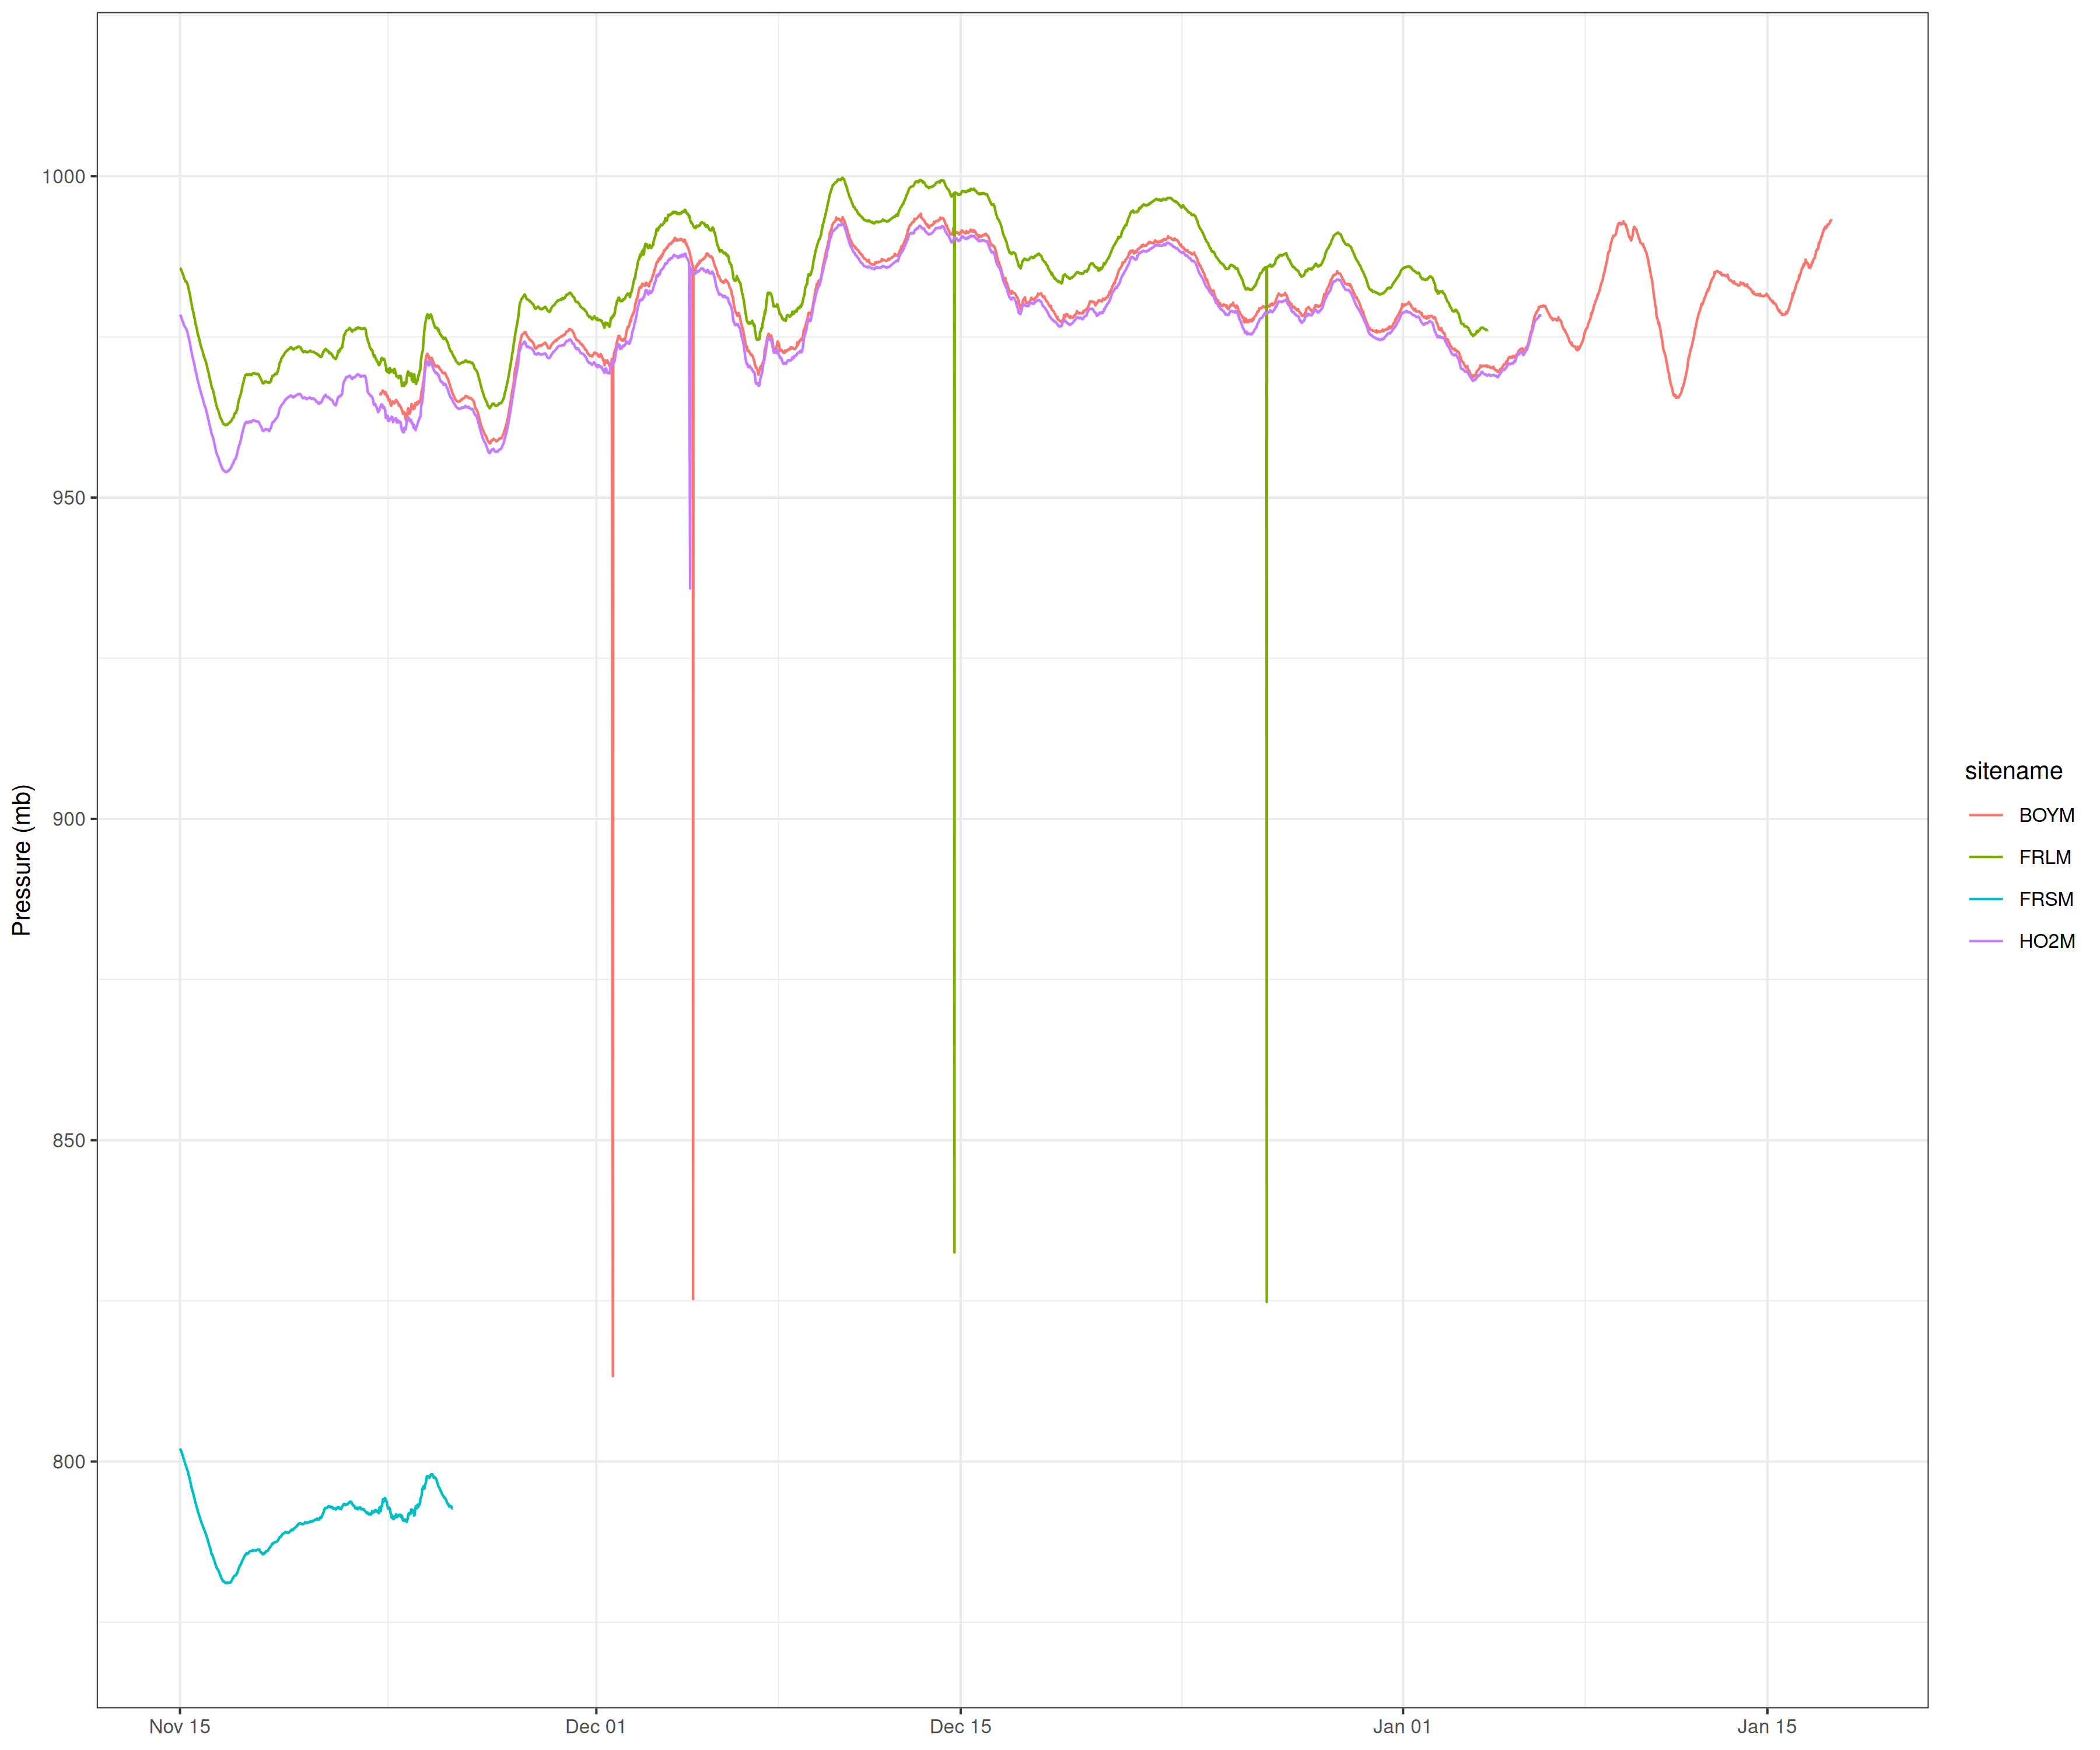 1000
950
900
850
800
Pressure (mb)
Nov 15
Dec 01
Dec 15
Jan 01
Jan 15
sitename
BOYM
FRLM
FRSM
HO2M